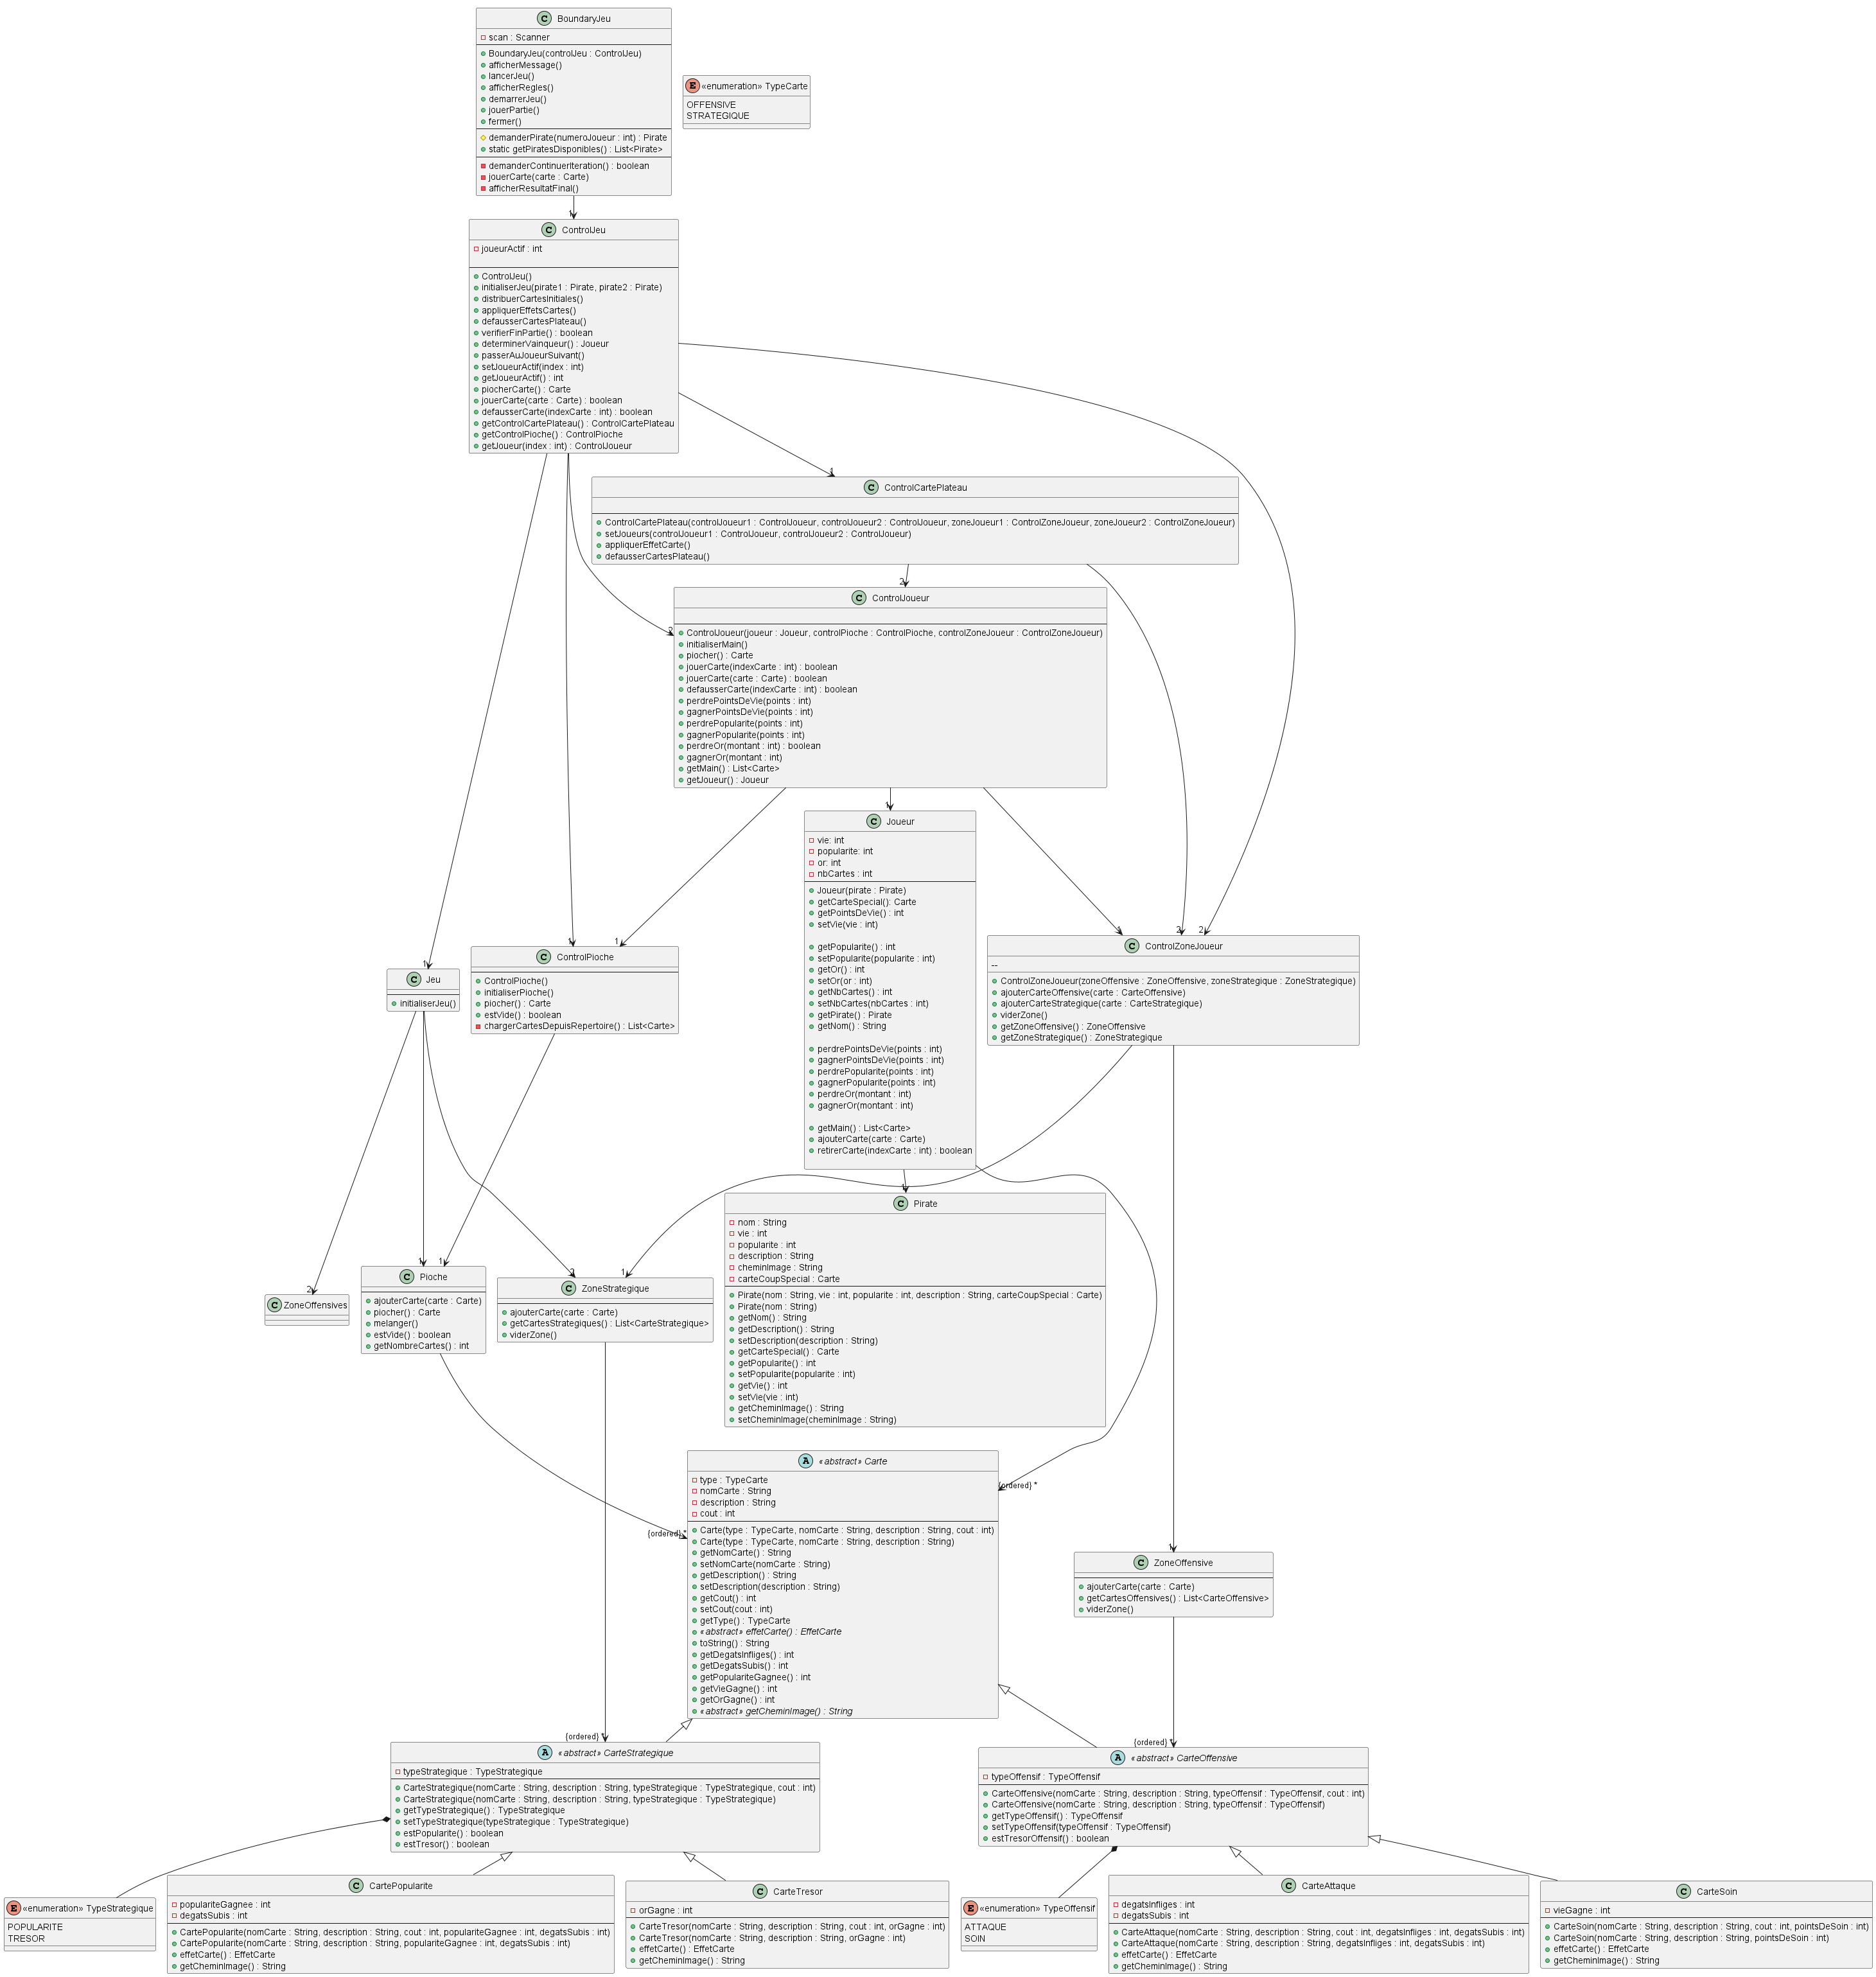 BoundaryJeu
scan : Scanner
BoundaryJeu(controlJeu : ControlJeu)
afficherMessage()
lancerJeu()
afficherRegles()
demarrerJeu()
jouerPartie()
fermer()
demanderPirate(numeroJoueur : int) : Pirate
static getPiratesDisponibles() : List<Pirate>
demanderContinuerIteration() : boolean
jouerCarte(carte : Carte)
afficherResultatFinal()
«enumeration» TypeCarte
OFFENSIVE
STRATEGIQUE
1
ControlJeu
joueurActif : int
ControlJeu()
initialiserJeu(pirate1 : Pirate, pirate2 : Pirate)
distribuerCartesInitiales()
appliquerEffetsCartes()
defausserCartesPlateau()
verifierFinPartie() : boolean
determinerVainqueur() : Joueur
passerAuJoueurSuivant()
setJoueurActif(index : int)
getJoueurActif() : int
piocherCarte() : Carte
jouerCarte(carte : Carte) : boolean
defausserCarte(indexCarte : int) : boolean
getControlCartePlateau() : ControlCartePlateau
getControlPioche() : ControlPioche
getJoueur(index : int) : ControlJoueur
1
ControlCartePlateau
ControlCartePlateau(controlJoueur1 : ControlJoueur, controlJoueur2 : ControlJoueur, zoneJoueur1 : ControlZoneJoueur, zoneJoueur2 : ControlZoneJoueur)
setJoueurs(controlJoueur1 : ControlJoueur, controlJoueur2 : ControlJoueur)
appliquerEffetCarte()
defausserCartesPlateau()
2
2
ControlJoueur
ControlJoueur(joueur : Joueur, controlPioche : ControlPioche, controlZoneJoueur : ControlZoneJoueur)
initialiserMain()
piocher() : Carte
jouerCarte(indexCarte : int) : boolean
jouerCarte(carte : Carte) : boolean
defausserCarte(indexCarte : int) : boolean
perdrePointsDeVie(points : int)
gagnerPointsDeVie(points : int)
perdrePopularite(points : int)
gagnerPopularite(points : int)
perdreOr(montant : int) : boolean
gagnerOr(montant : int)
getMain() : List<Carte>
getJoueur() : Joueur
1
Joueur
vie: int
popularite: int
or: int
nbCartes : int
Joueur(pirate : Pirate)
getCarteSpecial(): Carte
getPointsDeVie() : int
setVie(vie : int)
getPopularite() : int
setPopularite(popularite : int)
getOr() : int
setOr(or : int)
getNbCartes() : int
setNbCartes(nbCartes : int)
getPirate() : Pirate
getNom() : String
perdrePointsDeVie(points : int)
gagnerPointsDeVie(points : int)
perdrePopularite(points : int)
gagnerPopularite(points : int)
perdreOr(montant : int)
gagnerOr(montant : int)
getMain() : List<Carte>
ajouterCarte(carte : Carte)
retirerCarte(indexCarte : int) : boolean
1
Jeu
initialiserJeu()
1
1
ControlPioche
ControlPioche()
initialiserPioche()
piocher() : Carte
estVide() : boolean
chargerCartesDepuisRepertoire() : List<Carte>
1
2
2
ControlZoneJoueur
--
ControlZoneJoueur(zoneOffensive : ZoneOffensive, zoneStrategique : ZoneStrategique)
ajouterCarteOffensive(carte : CarteOffensive)
ajouterCarteStrategique(carte : CarteStrategique)
viderZone()
getZoneOffensive() : ZoneOffensive
getZoneStrategique() : ZoneStrategique
2
ZoneOffensives
1
1
Pioche
ajouterCarte(carte : Carte)
piocher() : Carte
melanger()
estVide() : boolean
getNombreCartes() : int
2
1
ZoneStrategique
ajouterCarte(carte : Carte)
getCartesStrategiques() : List<CarteStrategique>
viderZone()
1
Pirate
nom : String
vie : int
popularite : int
description : String
cheminImage : String
carteCoupSpecial : Carte
Pirate(nom : String, vie : int, popularite : int, description : String, carteCoupSpecial : Carte)
Pirate(nom : String)
getNom() : String
getDescription() : String
setDescription(description : String)
getCarteSpecial() : Carte
getPopularite() : int
setPopularite(popularite : int)
getVie() : int
setVie(vie : int)
getCheminImage() : String
setCheminImage(cheminImage : String)
{ordered} *
{ordered} *
«abstract» Carte
type : TypeCarte
nomCarte : String
description : String
cout : int
Carte(type : TypeCarte, nomCarte : String, description : String, cout : int)
Carte(type : TypeCarte, nomCarte : String, description : String)
getNomCarte() : String
setNomCarte(nomCarte : String)
getDescription() : String
setDescription(description : String)
getCout() : int
setCout(cout : int)
getType() : TypeCarte
«abstract» effetCarte() : EffetCarte
toString() : String
getDegatsInfliges() : int
getDegatsSubis() : int
getPopulariteGagnee() : int
getVieGagne() : int
getOrGagne() : int
«abstract» getCheminImage() : String
1
ZoneOffensive
ajouterCarte(carte : Carte)
getCartesOffensives() : List<CarteOffensive>
viderZone()
{ordered} *
«abstract» CarteStrategique
typeStrategique : TypeStrategique
CarteStrategique(nomCarte : String, description : String, typeStrategique : TypeStrategique, cout : int)
CarteStrategique(nomCarte : String, description : String, typeStrategique : TypeStrategique)
getTypeStrategique() : TypeStrategique
setTypeStrategique(typeStrategique : TypeStrategique)
estPopularite() : boolean
estTresor() : boolean
{ordered} *
«abstract» CarteOffensive
typeOffensif : TypeOffensif
CarteOffensive(nomCarte : String, description : String, typeOffensif : TypeOffensif, cout : int)
CarteOffensive(nomCarte : String, description : String, typeOffensif : TypeOffensif)
getTypeOffensif() : TypeOffensif
setTypeOffensif(typeOffensif : TypeOffensif)
estTresorOffensif() : boolean
«enumeration» TypeStrategique
POPULARITE
TRESOR
CartePopularite
populariteGagnee : int
degatsSubis : int
CartePopularite(nomCarte : String, description : String, cout : int, populariteGagnee : int, degatsSubis : int)
CartePopularite(nomCarte : String, description : String, populariteGagnee : int, degatsSubis : int)
effetCarte() : EffetCarte
getCheminImage() : String
CarteTresor
orGagne : int
CarteTresor(nomCarte : String, description : String, cout : int, orGagne : int)
CarteTresor(nomCarte : String, description : String, orGagne : int)
effetCarte() : EffetCarte
getCheminImage() : String
«enumeration» TypeOffensif
ATTAQUE
SOIN
CarteAttaque
degatsInfliges : int
degatsSubis : int
CarteAttaque(nomCarte : String, description : String, cout : int, degatsInfliges : int, degatsSubis : int)
CarteAttaque(nomCarte : String, description : String, degatsInfliges : int, degatsSubis : int)
effetCarte() : EffetCarte
getCheminImage() : String
CarteSoin
vieGagne : int
CarteSoin(nomCarte : String, description : String, cout : int, pointsDeSoin : int)
CarteSoin(nomCarte : String, description : String, pointsDeSoin : int)
effetCarte() : EffetCarte
getCheminImage() : String